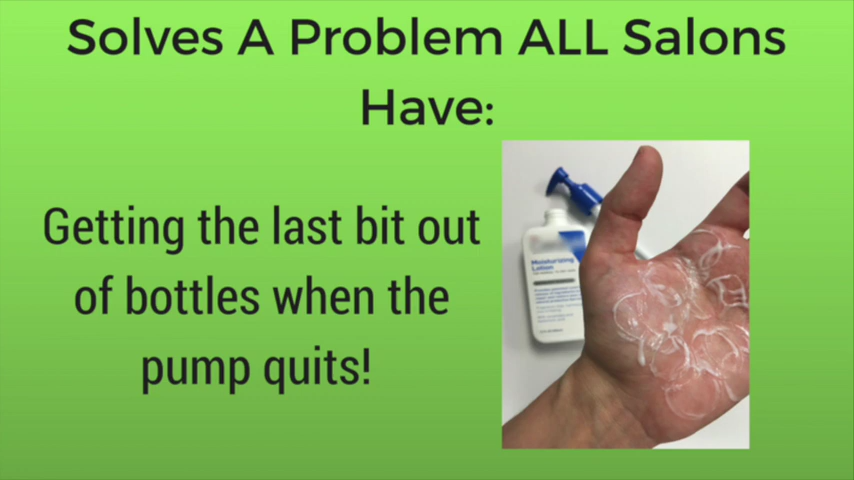 Solves A Problem ALL Salons
Have:
Getting the last bit out
of bottles when the
pump quits!
Moisturizing
Lotion